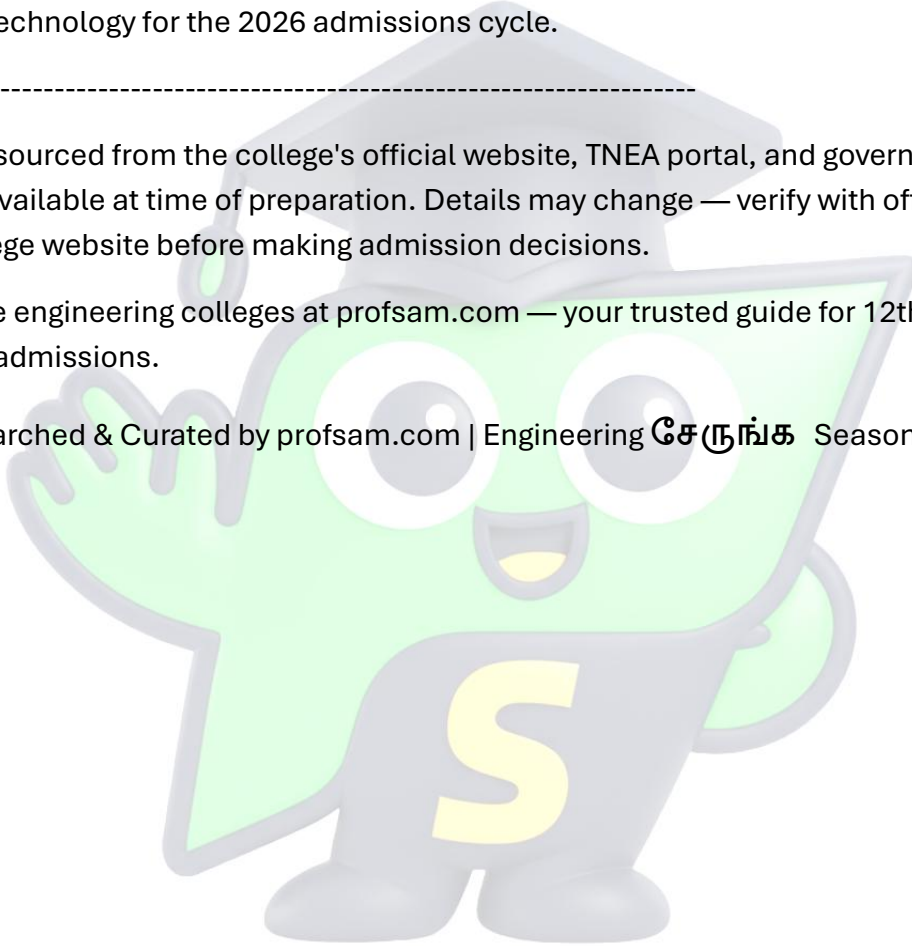 echnology for the 2026 admissions cycle.
--------------------------------------------------------------------
sourced from the college's official website, TNEA portal, and govern
vailable at time of preparation. Details may change — verify with of
ge website before making admission decisions.
e engineering colleges at profsam.com — your trusted guide for 12th
admissions.
arched & Curated by profsam.com | Engineering சேருங்க Season
S